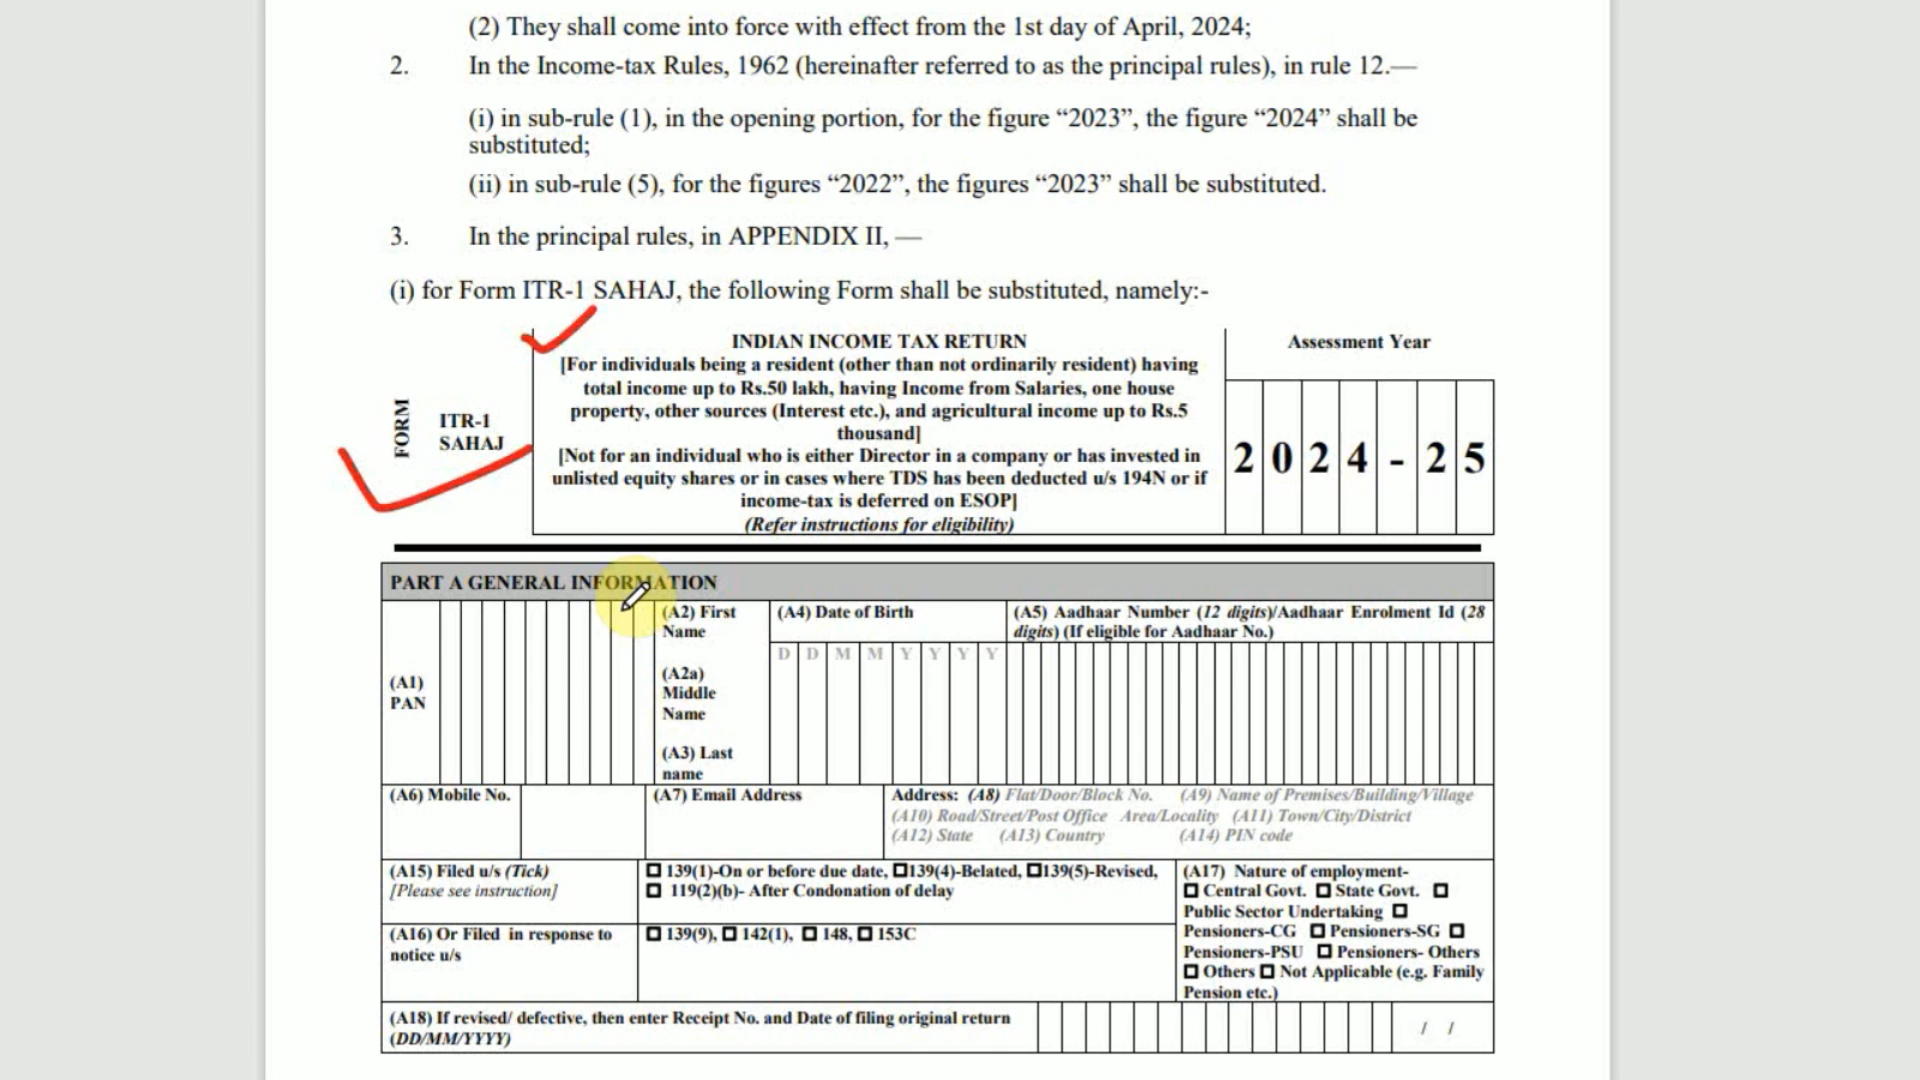 (2) They shall come into force with effect from the 1st day of April, 2024;
2. In the Income-tax Rules, 1962 (hereinafter referred to as the principal rules), in rule 12.—
(i) in sub-rule (1), in the opening portion, for the figure “2023”, the figure “2024” shall be
substituted;
(ii) in sub-rule (5), for the figures “2022”, the figures “2023” shall be substituted.
3. In the principal rules, in APPENDIX II, —
(i) for Form ITR-1 SAHAJ, the following Form shall be substituted, namely:-
FORM
ITR-1
SAHAJ
INDIAN INCOME TAX RETURN
[For individuals being a resident (other than not ordinarily resident) having
total income up to Rs.50 lakh, having Income from Salaries, one house
property, other sources (Interest etc.), and agricultural income up to Rs.5
thousand]
[Not for an individual who is either Director in a company or has invested in
unlisted equity shares or in cases where TDS has been deducted u/s 194N or if
income-tax is deferred on ESOP]
(Refer instructions for eligibility)
Assessment Year
2 0 2 4 - 2 5
PART A GENERAL INFORMATION
(A1)
PAN
(A2) First
Name
(A2a)
Middle
Name
(A3) Last
name
(A4) Date of Birth
D D M M Y Y Y Y
(A5) Aadhaar Number (12 digits)/Aadhaar Enrolment Id (28
digits) (If eligible for Aadhaar No.)
(A6) Mobile No.
(A7) Email Address
Address: (A8) Flat/Door/Block No. (A9) Name of Premises/Building/Village
(A10) Road/Street/Post Office Area/Locality (A11) Town/City/District
(A12) State (A13) Country (A14) PIN code
(A15) Filed u/s (Tick)
[Please see instruction]
☐ 139(1)-On or before due date, ☐139(4)-Belated, ☐139(5)-Revised,
☐ 119(2)(b)- After Condonation of delay
(A16) Or Filed in response to
notice u/s
☐ 139(9), ☐ 142(1), ☐ 148, ☐ 153C
(A17) Nature of employment-
☐ Central Govt. ☐ State Govt. ☐
Public Sector Undertaking ☐
Pensioners-CG ☐ Pensioners-SG ☐
Pensioners-PSU ☐ Pensioners- Others
☐ Others ☐ Not Applicable (e.g. Family
Pension etc.)
(A18) If revised/ defective, then enter Receipt No. and Date of filing original return
(DD/MM/YYYY)
/ /